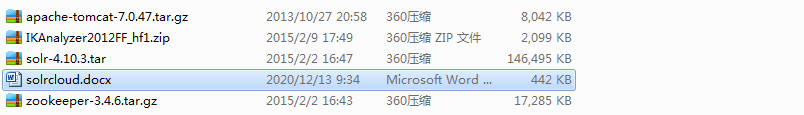 apache-tomcat-7.0.47.tar.gz 2013/10/27 20:58 360压缩 8,042 KB
IKAnalyzer2012FF_hf1.zip 2015/2/9 17:49 360压缩 ZIP 文件 2,099 KB
solr-4.10.3.tar 2015/2/2 16:47 360压缩 146,495 KB
solrcloud.docx 2020/12/13 9:34 Microsoft Word ... 442 KB
zookeeper-3.4.6.tar.gz 2015/2/2 16:43 360压缩 17,285 KB